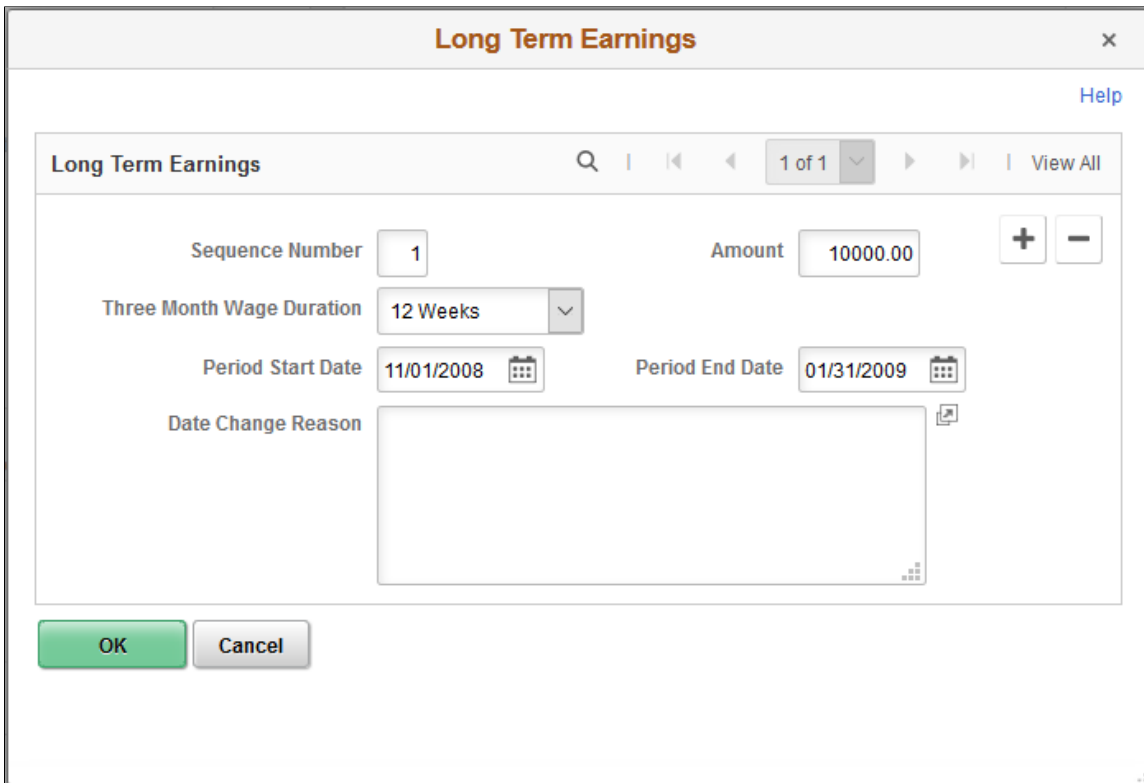 Long Term Earnings
Help
Long Term Earnings 1 of 1 View All
Sequence Number 1 Amount 10000.00
Three Month Wage Duration 12 Weeks
Period Start Date 11/01/2008 Period End Date 01/31/2009
Date Change Reason
OK Cancel